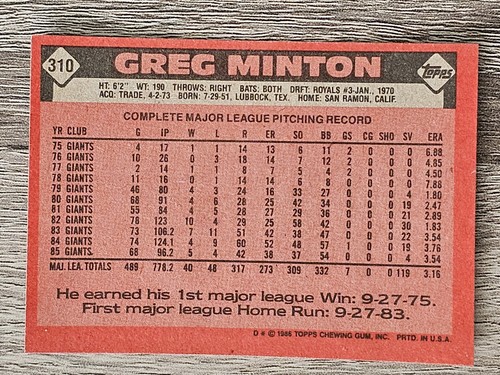 310
GREG MINTON
topps
HT: 6'2" WT: 190 THROWS: RIGHT BATS: BOTH DRFT: ROYALS #3-JAN., 1970
ACQ: TRADE, 4-2-73 BORN: 7-29-51, LUBBOCK, TEX. HOME: SAN RAMON, CALIF.
COMPLETE MAJOR LEAGUE PITCHING RECORD
YR CLUB G IP W L R ER SO BB GS CG SHO SV ERA
75 GIANTS 4 17 1 1 14 13 6 11 2 0 0 0 6.88
76 GIANTS 10 26 0 3 18 14 7 12 2 0 0 0 4.85
77 GIANTS 2 14 1 1 8 7 5 4 2 0 0 0 4.50
78 GIANTS 11 16 0 1 14 14 6 8 0 0 0 0 7.88
79 GIANTS 46 80 4 3 24 16 33 27 0 0 0 4 1.80
80 GIANTS 68 91 4 6 28 25 42 34 0 0 0 19 2.47
81 GIANTS 55 84 4 5 28 27 29 36 0 0 0 21 2.89
82 GIANTS 78 123 10 4 29 25 58 42 0 0 0 30 1.83
83 GIANTS 73 106.2 7 11 51 42 38 47 0 0 0 22 3.54
84 GIANTS 74 124.1 4 9 60 52 48 57 1 0 0 19 3.76
85 GIANTS 68 96.2 5 4 42 38 37 54 0 0 0 4 3.54
MAJ. LEA. TOTALS 489 778.2 40 48 317 273 309 332 7 0 0 119 3.16
He earned his 1st major league Win: 9-27-75.
First major league Home Run: 9-27-83.
D * © 1986 TOPPS CHEWING GUM, INC. PRTD. IN U.S.A.